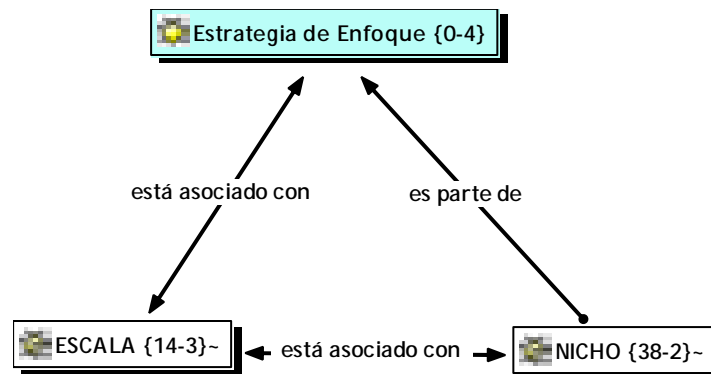 Estrategia de Enfoque {0-4}
está asociado con
es parte de
ESCALA {14-3}~
está asociado con
NICHO {38-2}~